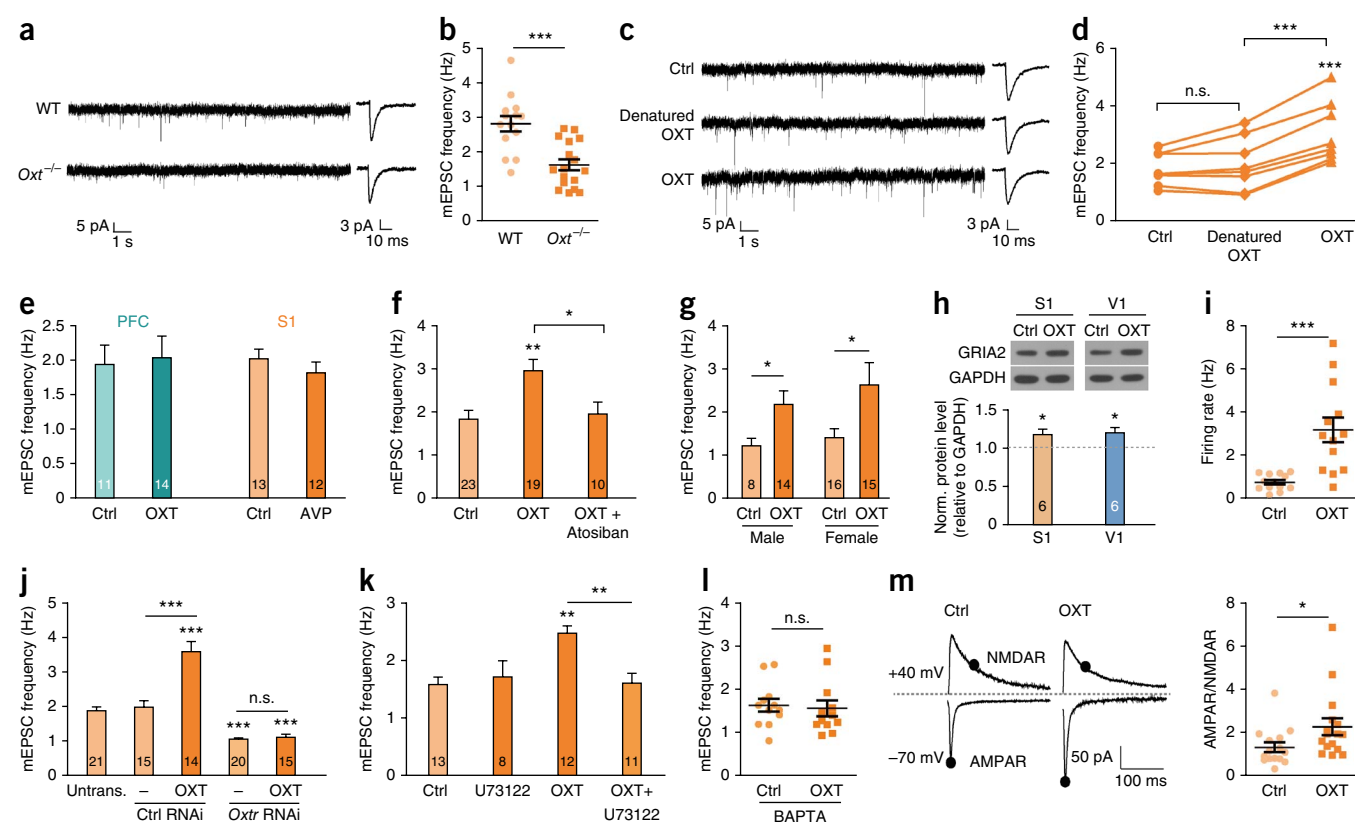 a
WT
Oxt–/–
5 pA
1 s
3 pA
10 ms
b
mEPSC frequency (Hz)
5
4
3
2
1
0
***
WT
Oxt–/–
c
Ctrl
Denatured
OXT
OXT
5 pA
1 s
3 pA
10 ms
d
mEPSC frequency (Hz)
6
4
2
0
***
***
n.s.
Ctrl
Denatured
OXT
OXT
e
mEPSC frequency (Hz)
2.5
2.0
1.5
1.0
0.5
0
PFC
S1
11
14
13
12
Ctrl
OXT
Ctrl
AVP
f
mEPSC frequency (Hz)
4
3
2
1
0
*
**
23
19
10
Ctrl
OXT
OXT +
Atosiban
g
mEPSC frequency (Hz)
4
3
2
1
0
*
*
8
14
16
15
Ctrl OXT
Ctrl OXT
Male
Female
h
S1
V1
Ctrl OXT
Ctrl OXT
GRIA2
GAPDH
Norm. protein level
(relative to GAPDH)
1.5
1.0
0.5
0
*
*
6
6
S1
V1
i
Firing rate (Hz)
8
6
4
2
0
***
Ctrl
OXT
j
mEPSC frequency (Hz)
5
4
3
2
1
0
***
***
n.s.
***
***
21
15
14
20
15
Untrans.
–
OXT
–
OXT
Ctrl RNAi
Oxtr RNAi
k
mEPSC frequency (Hz)
3
2
1
0
**
**
13
8
12
11
Ctrl
U73122
OXT
OXT+
U73122
l
mEPSC frequency (Hz)
4
3
2
1
0
n.s.
Ctrl
OXT
BAPTA
m
Ctrl
OXT
+40 mV
NMDAR
–70 mV
AMPAR
50 pA
100 ms
AMPAR/NMDAR
8
6
4
2
0
*
Ctrl
OXT